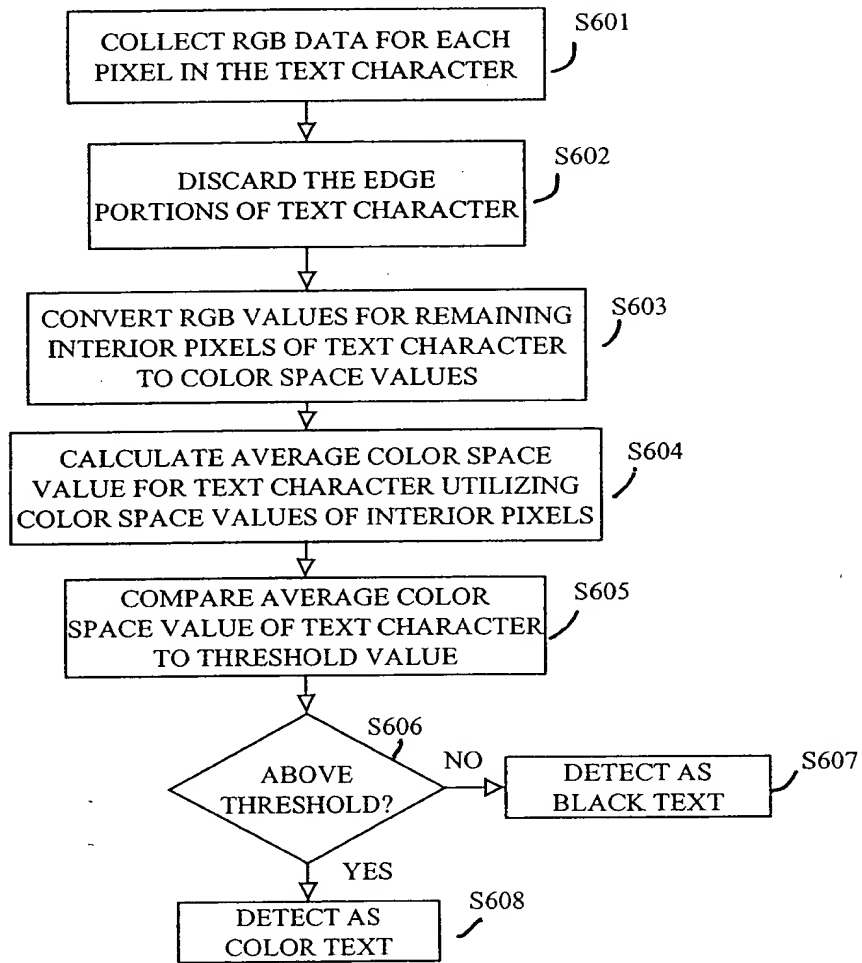 COLLECT RGB DATA FOR EACH
PIXEL IN THE TEXT CHARACTER
S601
DISCARD THE EDGE
PORTIONS OF TEXT CHARACTER
S602
CONVERT RGB VALUES FOR REMAINING
INTERIOR PIXELS OF TEXT CHARACTER
TO COLOR SPACE VALUES
S603
CALCULATE AVERAGE COLOR SPACE
VALUE FOR TEXT CHARACTER UTILIZING
COLOR SPACE VALUES OF INTERIOR PIXELS
S604
COMPARE AVERAGE COLOR
SPACE VALUE OF TEXT CHARACTER
TO THRESHOLD VALUE
S605
S606
ABOVE
THRESHOLD?
NO
DETECT AS
BLACK TEXT
S607
YES
DETECT AS
COLOR TEXT
S608